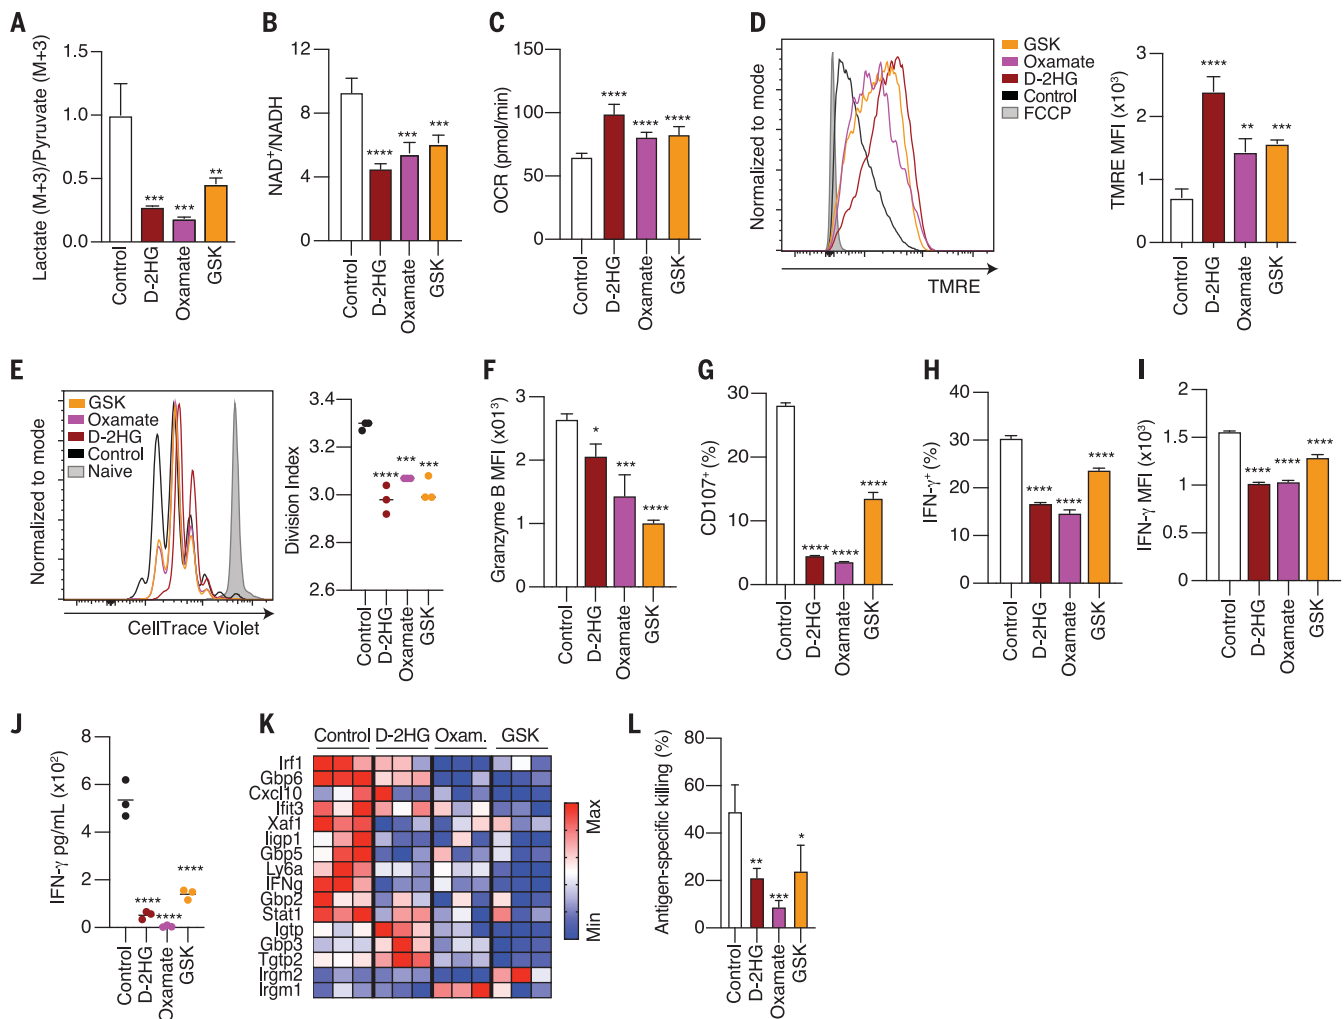 A
Lactate (M+3)/Pyruvate (M+3)
1.5
1.0
0.5
0.0
***
***
**
Control
D-2HG
Oxamate
GSK
B
NAD+/NADH
12
8
4
0
****
***
***
Control
D-2HG
Oxamate
GSK
C
OCR (pmol/min)
150
100
50
0
****
****
****
Control
D-2HG
Oxamate
GSK
D
Normalized to mode
TMRE
GSK
Oxamate
D-2HG
Control
FCCP
TMRE MFI (x10³)
3
2
1
0
****
**
***
Control
D-2HG
Oxamate
GSK
E
Normalized to mode
GSK
Oxamate
D-2HG
Control
Naive
CellTrace Violet
Division Index
3.4
3.2
3.0
2.8
2.6
****
***
***
Control
D-2HG
Oxamate
GSK
F
Granzyme B MFI (x01³)
3
2
1
0
*
***
****
Control
D-2HG
Oxamate
GSK
G
CD107+ (%)
30
20
10
0
****
****
****
Control
D-2HG
Oxamate
GSK
H
IFN-γ+ (%)
40
30
20
10
0
****
****
****
Control
D-2HG
Oxamate
GSK
I
IFN-γ MFI (x10³)
2
1.5
1
0.5
0
****
****
****
Control
D-2HG
Oxamate
GSK
J
IFN-γ pg/mL (x10²)
8
6
4
2
0
****
****
****
Control
D-2HG
Oxamate
GSK
K
Control D-2HG Oxam. GSK
Irf1
Gbp6
Cxcl10
Ifit3
Xaf1
Iigp1
Gbp5
Ly6a
IFNg
Gbp2
Stat1
Igtp
Gbp3
Tgtp2
Irgm2
Irgm1
Max
Min
L
Antigen-specific killing (%)
80
60
40
20
0
**
***
*
Control
D-2HG
Oxamate
GSK